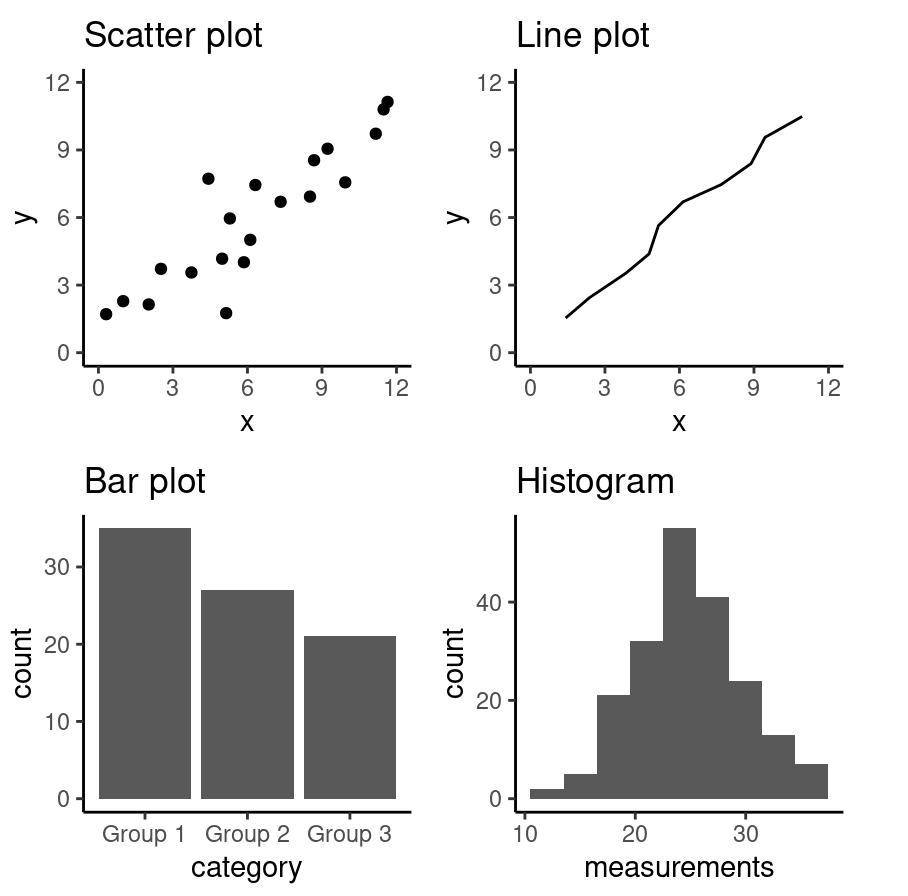 Scatter plot
12
9
6
3
0
y
0 3 6 9 12
x
Line plot
12
9
6
3
0
y
0 3 6 9 12
x
Bar plot
30
20
10
0
count
Group 1 Group 2 Group 3
category
Histogram
40
20
0
count
10 20 30
measurements